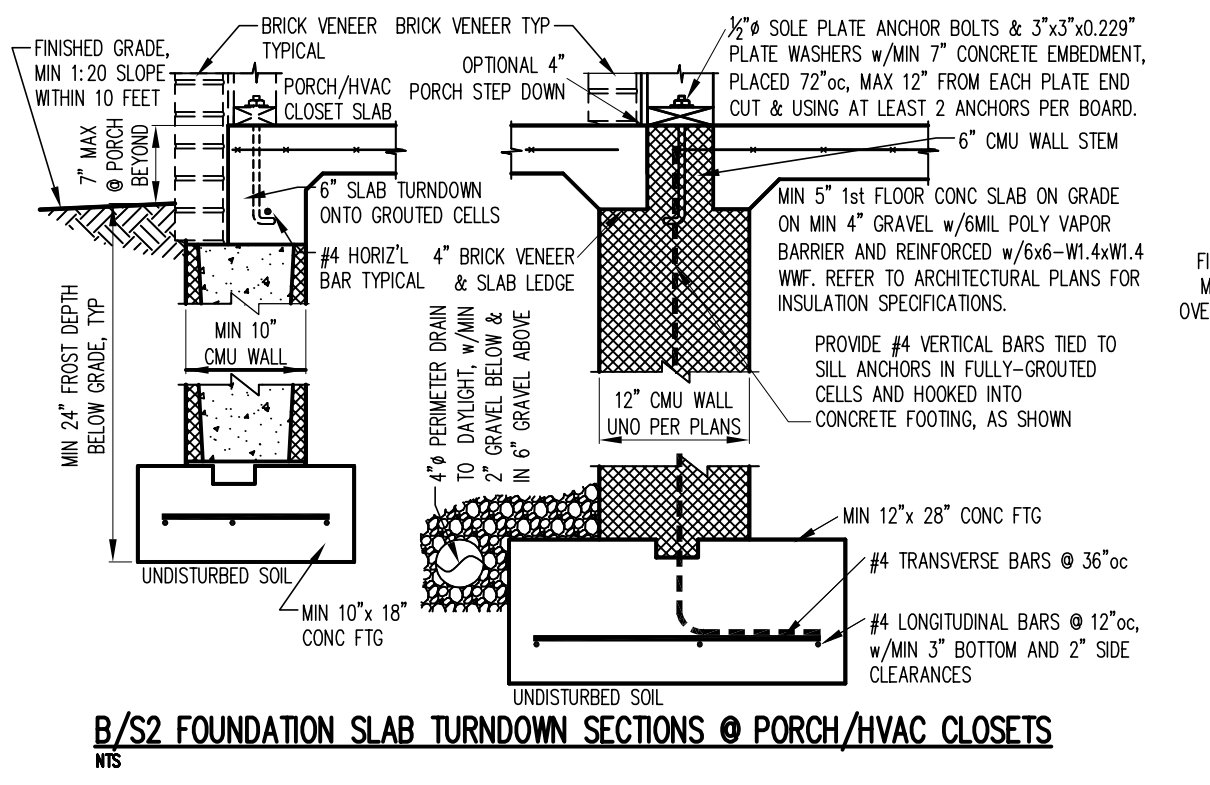 BRICK VENEER
TYPICAL
BRICK VENEER TYP
FINISHED GRADE,
MIN 1:20 SLOPE
WITHIN 10 FEET
PORCH/HVAC
CLOSET SLAB
OPTIONAL 4"
PORCH STEP DOWN
½"ø SOLE PLATE ANCHOR BOLTS & 3"x3"x0.229"
PLATE WASHERS w/MIN 7" CONCRETE EMBEDMENT,
PLACED 72"oc, MAX 12" FROM EACH PLATE END
CUT & USING AT LEAST 2 ANCHORS PER BOARD.
7" MAX
@ PORCH
BEYOND
6" CMU WALL STEM
6" SLAB TURNDOWN
ONTO GROUTED CELLS
MIN 5" 1st FLOOR CONC SLAB ON GRADE
ON MIN 4" GRAVEL w/6MIL POLY VAPOR
BARRIER AND REINFORCED w/6x6-W1.4xW1.4
WWF. REFER TO ARCHITECTURAL PLANS FOR
INSULATION SPECIFICATIONS.
#4 HORIZ'L
BAR TYPICAL
4" BRICK VENEER
& SLAB LEDGE
FI
M
OVE
MIN 24" FROST DEPTH
BELOW GRADE, TYP
MIN 10"
CMU WALL
4"ø PERIMETER DRAIN
TO DAYLIGHT, w/MIN
2" GRAVEL BELOW &
IN 6" GRAVEL ABOVE
PROVIDE #4 VERTICAL BARS TIED TO
SILL ANCHORS IN FULLY-GROUTED
CELLS AND HOOKED INTO
CONCRETE FOOTING, AS SHOWN
12" CMU WALL
UNO PER PLANS
MIN 12"x 28" CONC FTG
#4 TRANSVERSE BARS @ 36"oc
UNDISTURBED SOIL
MIN 10"x 18"
CONC FTG
#4 LONGITUDINAL BARS @ 12"oc,
w/MIN 3" BOTTOM AND 2" SIDE
CLEARANCES
UNDISTURBED SOIL
B/S2 FOUNDATION SLAB TURNDOWN SECTIONS @ PORCH/HVAC CLOSETS
NTS